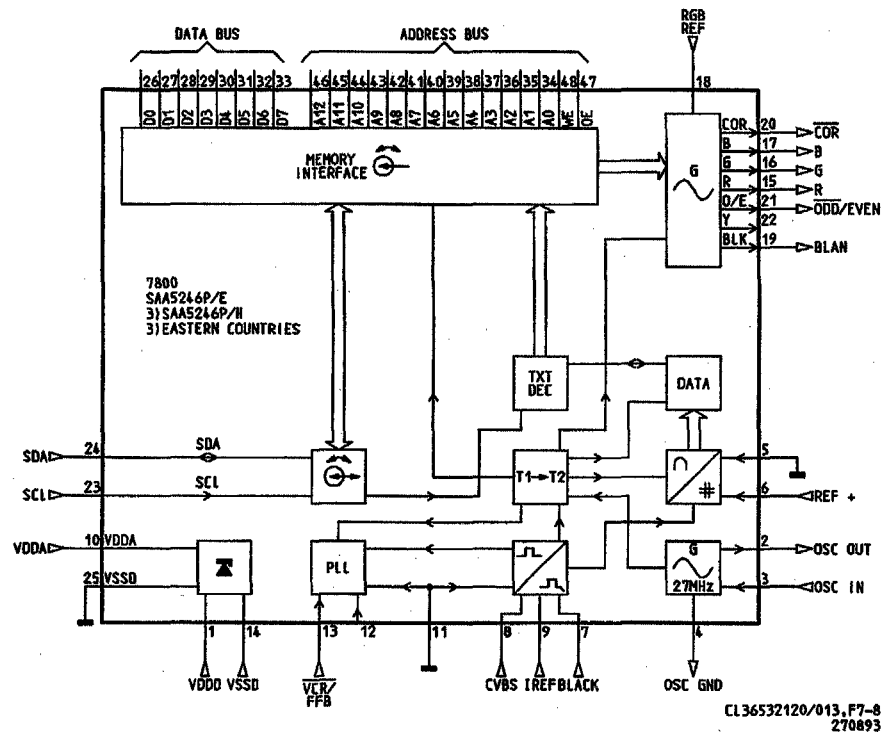 DATA BUS
ADDRESS BUS
RGB
REF
26 27 28 29 30 31 32 33
46 45 44 43 42 41 40 39 38 37 36 35 34 48 47
18
D0 D1 D2 D3 D4 D5 D6 D7
A12 A11 A10 A9 A8 A7 A6 A5 A4 A3 A2 A1 A0 WE OE
MEMORY
INTERFACE
G
COR 20 COR
B 17 B
G 16 G
R 15 R
O/E 21 ODD/EVEN
Y 22
BLK 19 BLAN
7800
SAA5246P/E
3)SAA5246P/H
3)EASTERN COUNTRIES
TXT
DEC
DATA
SDA 24 SDA
SCL 23 SCL
T1→T2
#
5
6 REF +
VDDA 10 VDDA
25 VSSD
PLL
G
27MHz
2 OSC OUT
3 OSC IN
1 14 13 12 11 8 9 7 4
VDDD VSSD
VCR/
FFB
CVBS IREF BLACK
OSC GND
CL36532120/013,F7-8
270893